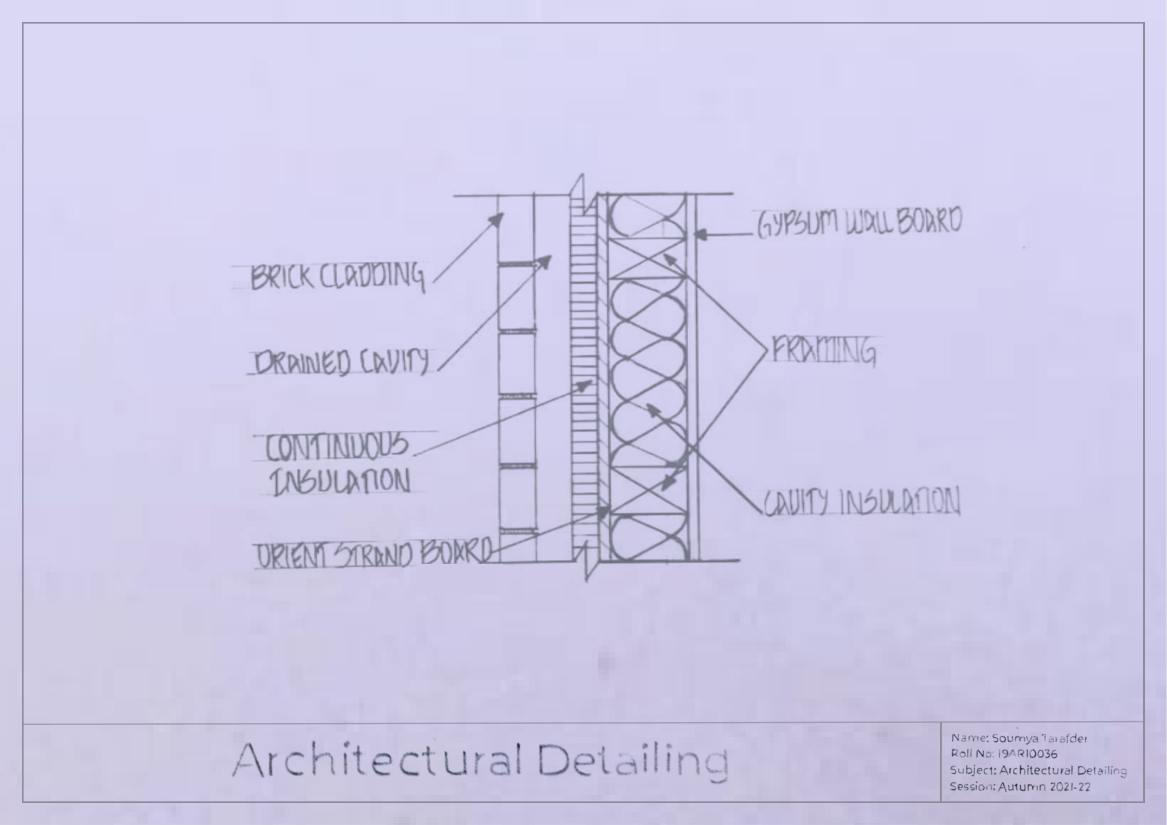 GYPSUM WALL BOARD
BRICK CLADDING
FRAMING
DRAINED CAVITY
CONTINUOUS
INSULATION
CAVITY INSULATION
ORIENT STRAND BOARD
Architectural Detailing
Name: Soumya Tarafder
Roll No: 19AR10036
Subject: Architectural Detailing
Session: Autumn 2021-22